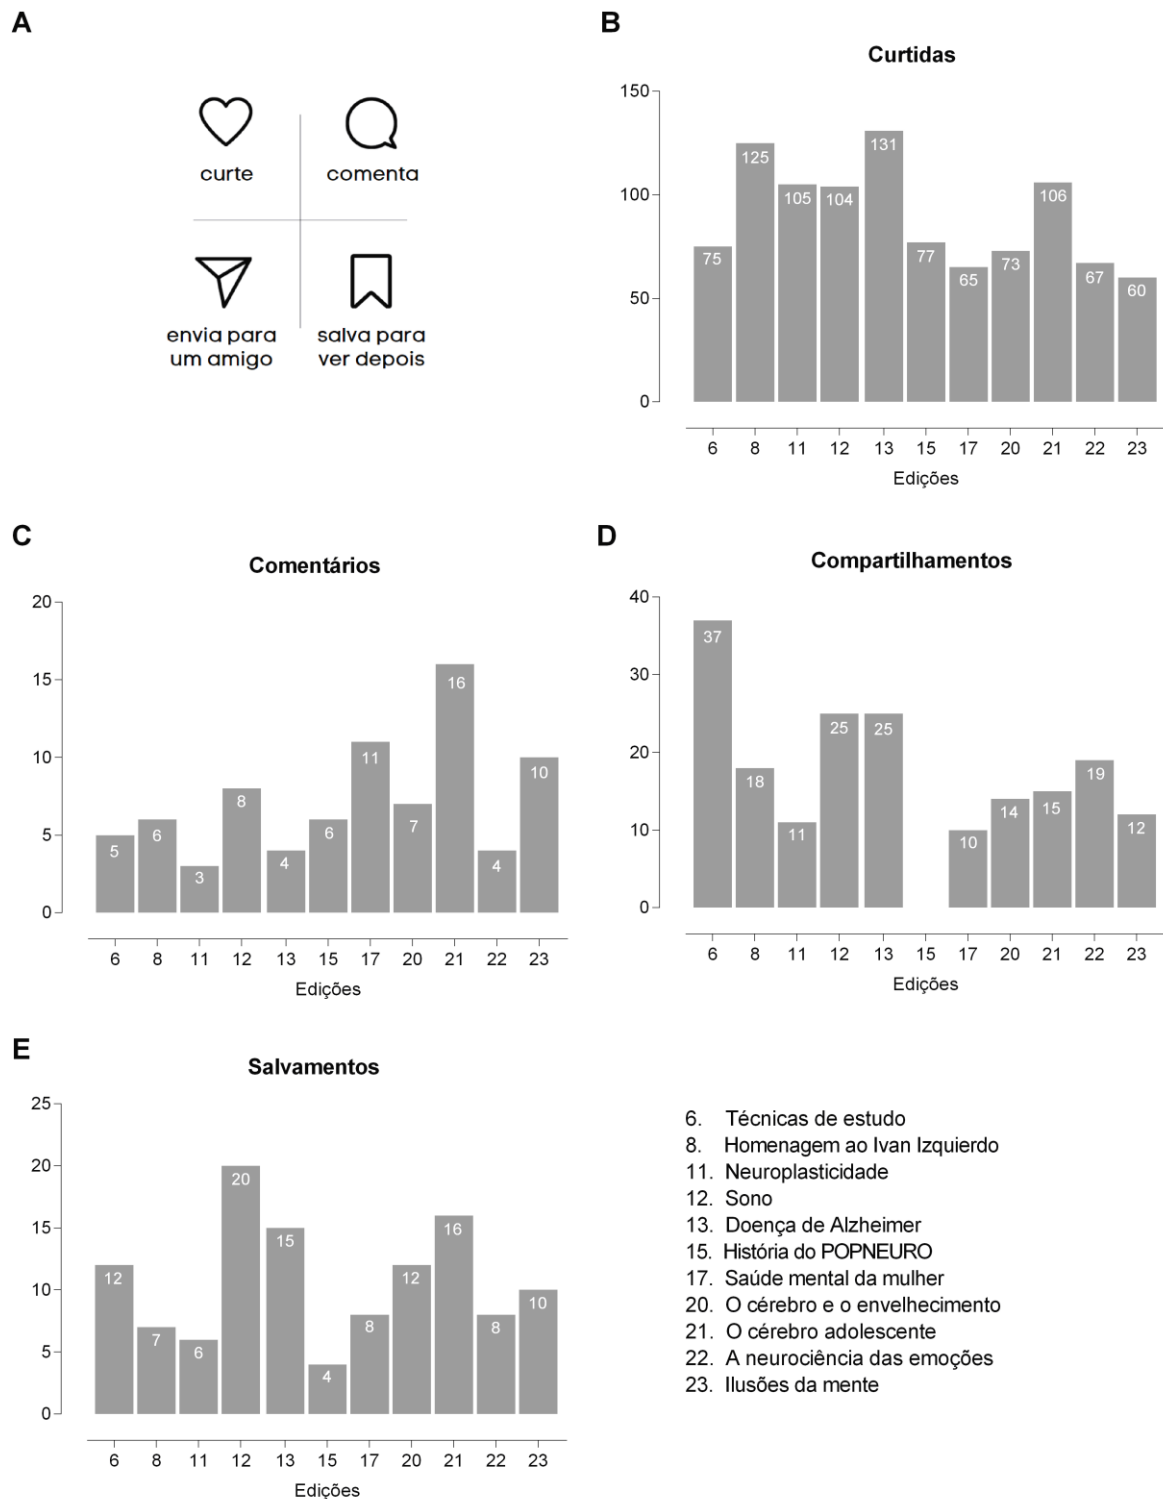 A
curte
comenta
envia para
um amigo
salva para
ver depois
B
Curtidas
150
100
50
0
75
125
105
104
131
77
65
73
106
67
60
6 8 11 12 13 15 17 20 21 22 23
Edições
C
Comentários
20
15
10
5
0
5
6
3
8
4
6
11
7
16
4
10
6 8 11 12 13 15 17 20 21 22 23
Edições
D
Compartilhamentos
40
30
20
10
0
37
18
11
25
25
10
14
15
19
12
6 8 11 12 13 15 17 20 21 22 23
Edições
E
Salvamentos
25
20
15
10
5
0
12
7
6
20
15
4
8
12
16
8
10
6 8 11 12 13 15 17 20 21 22 23
Edições
6. Técnicas de estudo
8. Homenagem ao Ivan Izquierdo
11. Neuroplasticidade
12. Sono
13. Doença de Alzheimer
15. História do POPNEURO
17. Saúde mental da mulher
20. O cérebro e o envelhecimento
21. O cérebro adolescente
22. A neurociência das emoções
23. Ilusões da mente